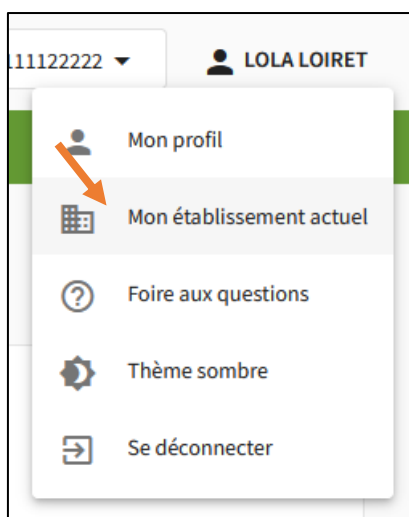 111122222 LOLA LOIRET
Mon profil
Mon établissement actuel
Foire aux questions
Thème sombre
Se déconnecter